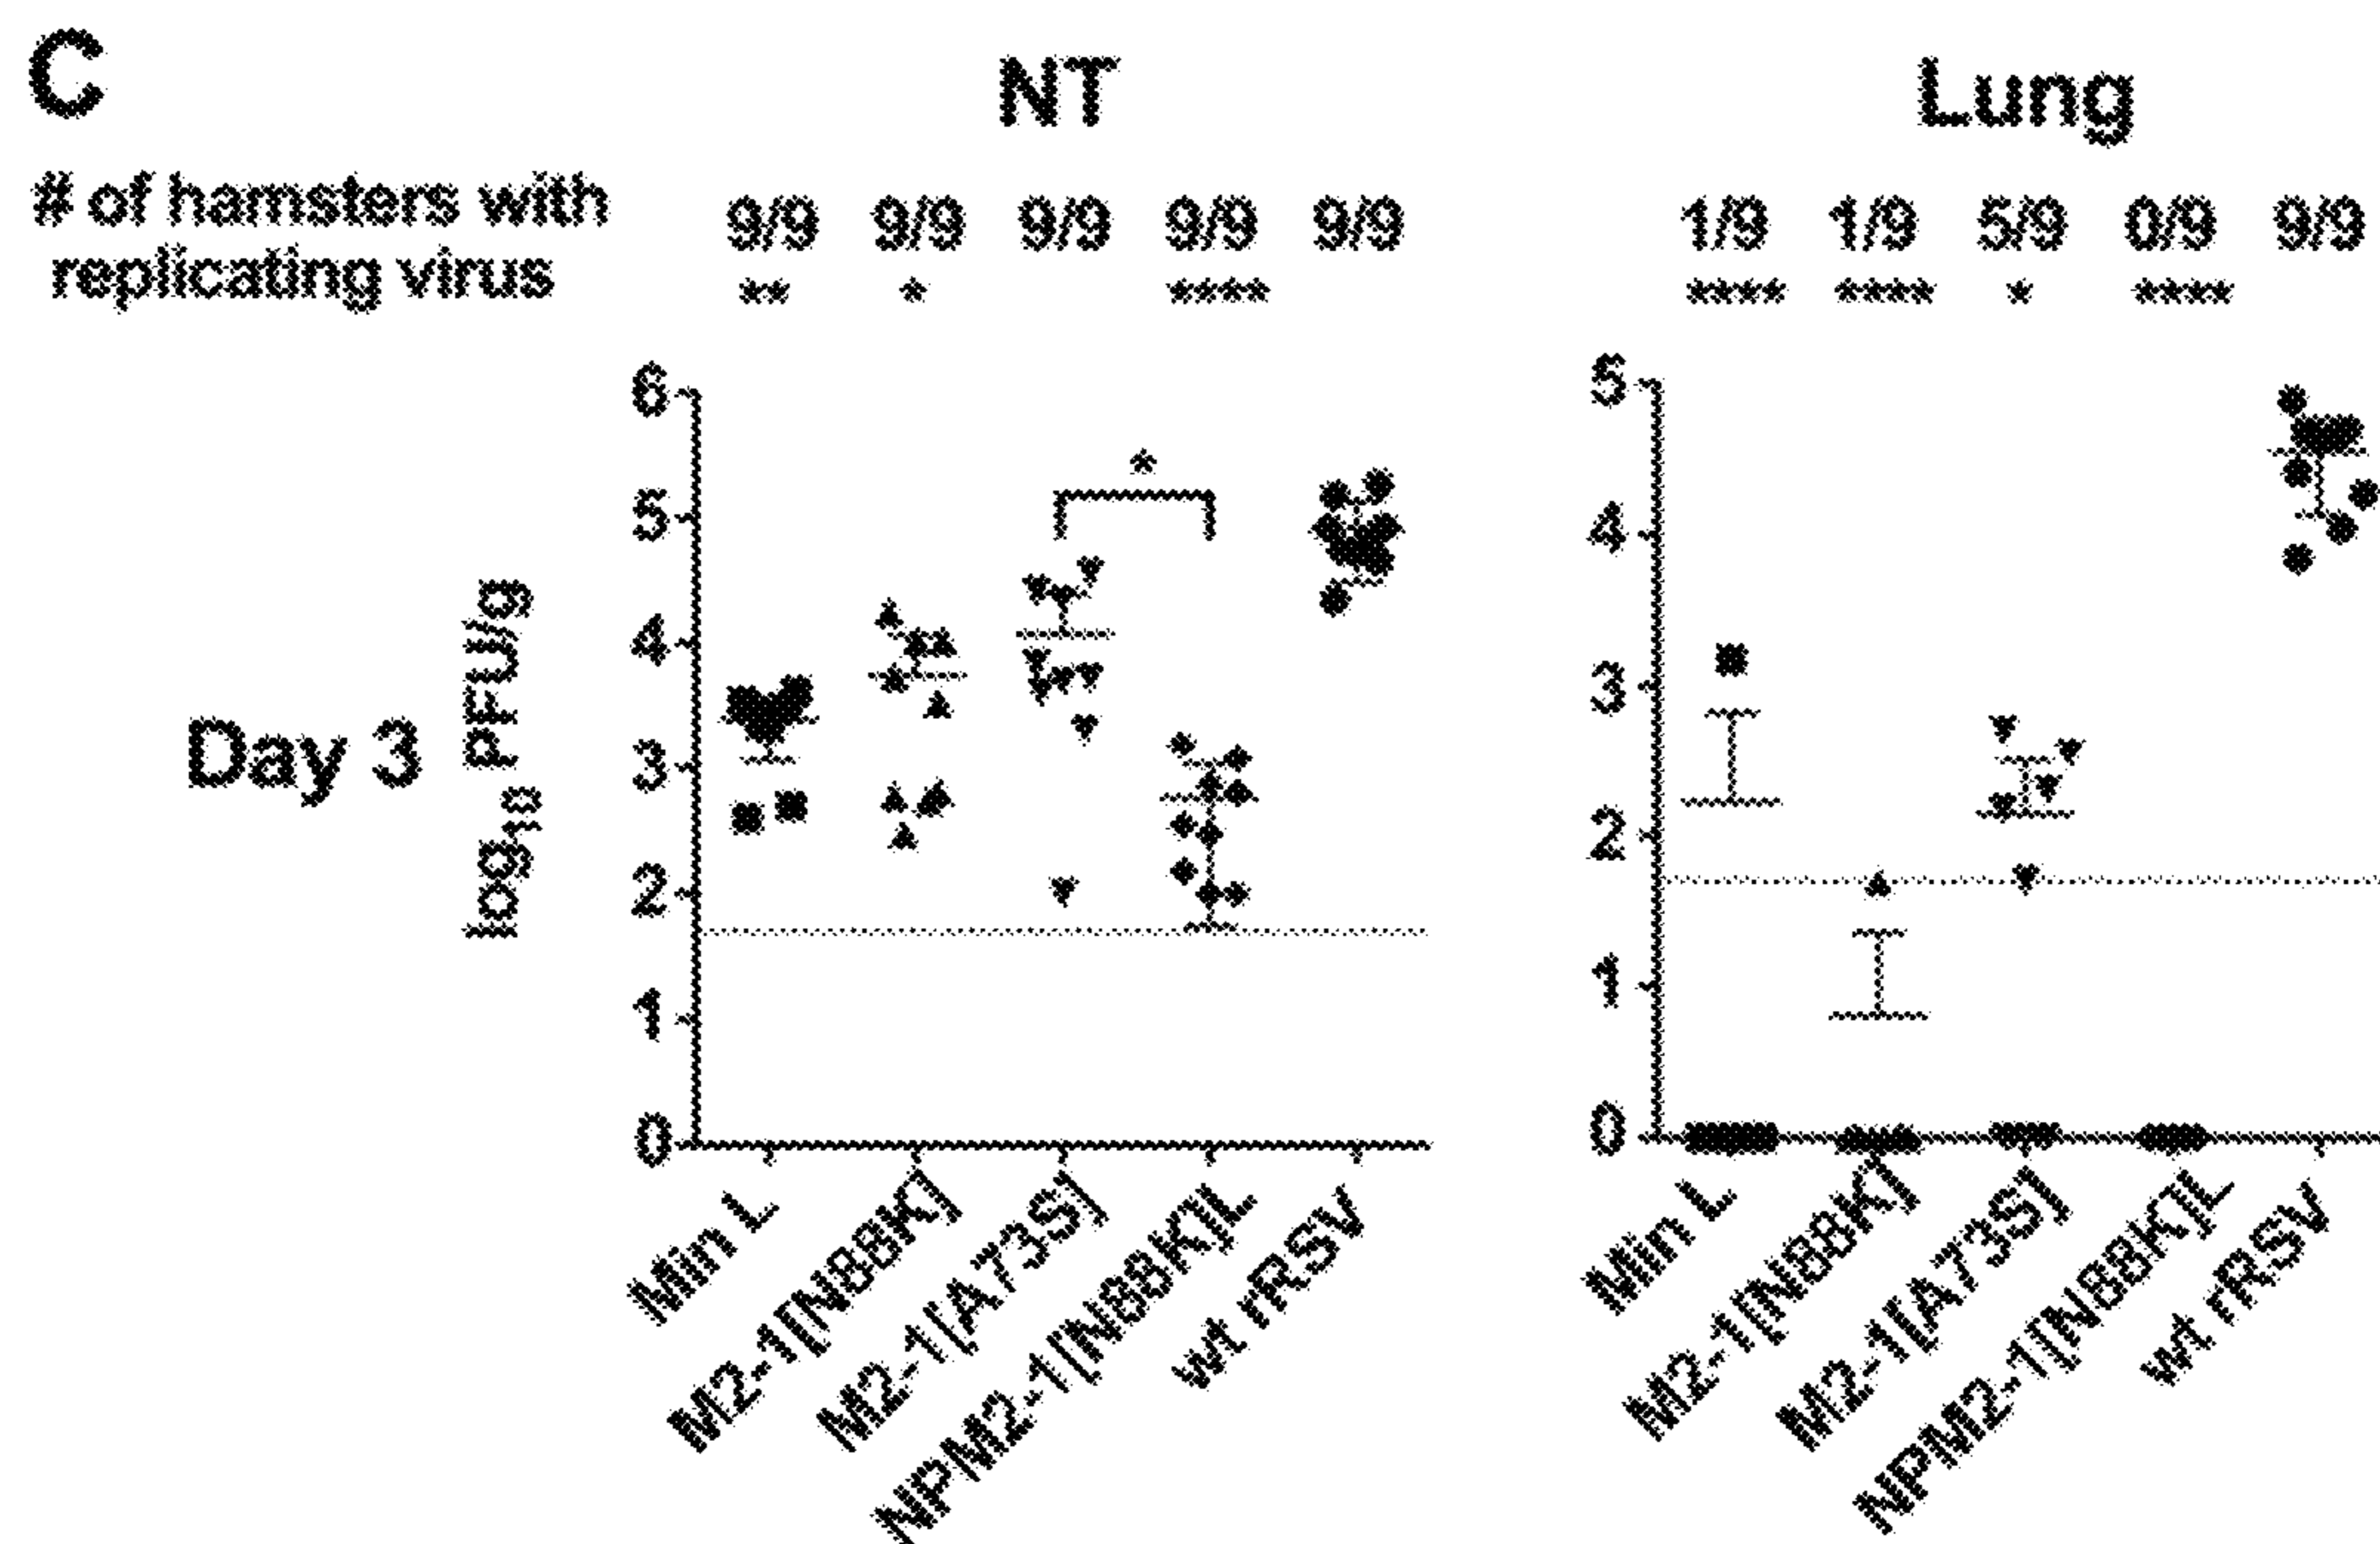 C
NT
Lung
# of hamsters with
replicating virus
9/9 9/9 9/9 9/9 9/9
** * ****
1/9 1/9 5/9 0/9 9/9
**** **** * ****
Day 3
log10 PFU/g
6
5
4
3
2
1
0
*
5
4
3
2
1
0
Min L
M2-1[N88K]
M2-1[A73S]
NPM2-1[N88K]L
wt rRSV
Min L
M2-1[N88K]
M2-1[A73S]
NPM2-1[N88K]L
wt rRSV